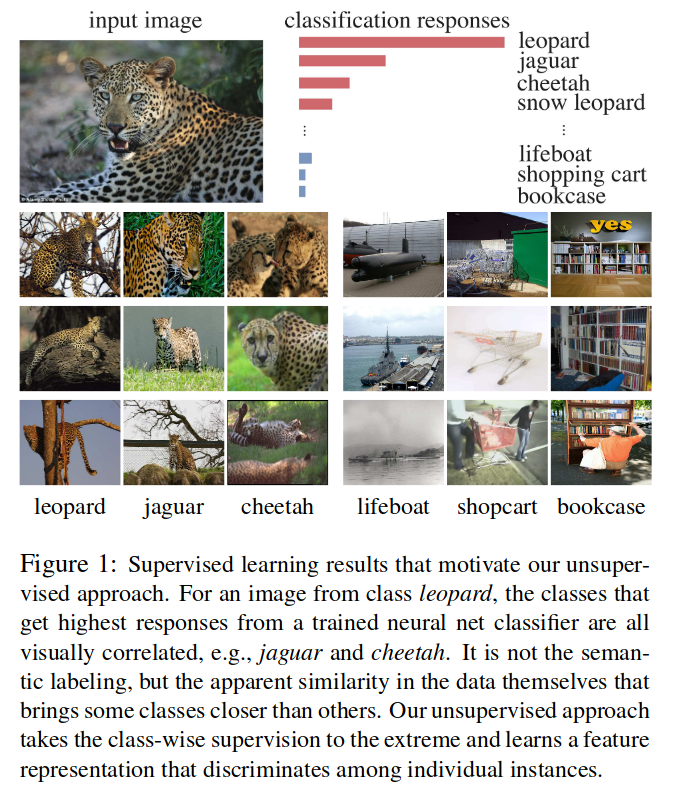 input image
classification responses
leopard
jaguar
cheetah
snow leopard
⋮ ⋮
lifeboat
shopping cart
bookcase
yes
leopard jaguar cheetah lifeboat shopcart bookcase
Figure 1: Supervised learning results that motivate our unsuper-
vised approach. For an image from class leopard, the classes that
get highest responses from a trained neural net classifier are all
visually correlated, e.g., jaguar and cheetah. It is not the seman-
tic labeling, but the apparent similarity in the data themselves that
brings some classes closer than others. Our unsupervised approach
takes the class-wise supervision to the extreme and learns a feature
representation that discriminates among individual instances.